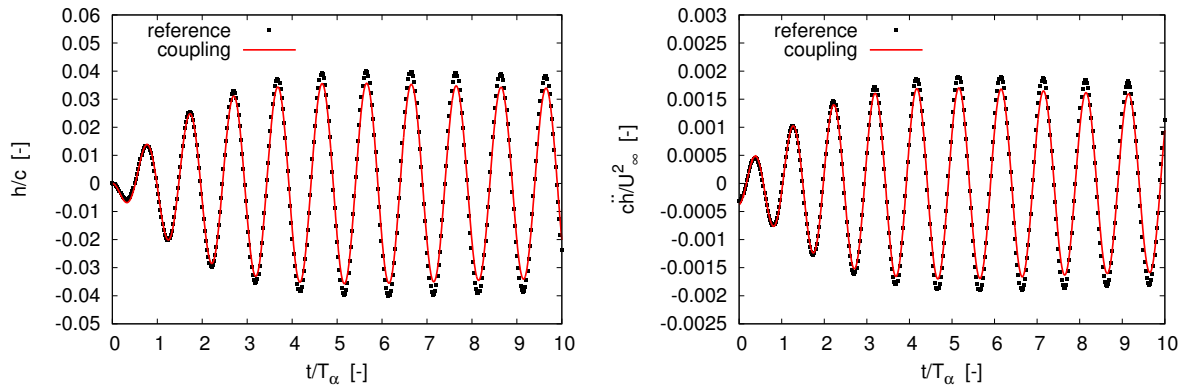 0.06
0.05
0.04
0.03
0.02
0.01
0
-0.01
-0.02
-0.03
-0.04
-0.05
h/c [-]
reference
coupling
0 1 2 3 4 5 6 7 8 9 10
t/Tα [-]
0.003
0.0025
0.002
0.0015
0.001
0.0005
0
-0.0005
-0.001
-0.0015
-0.002
-0.0025
cḧ/U²∞ [-]
reference
coupling
0 1 2 3 4 5 6 7 8 9 10
t/Tα [-]